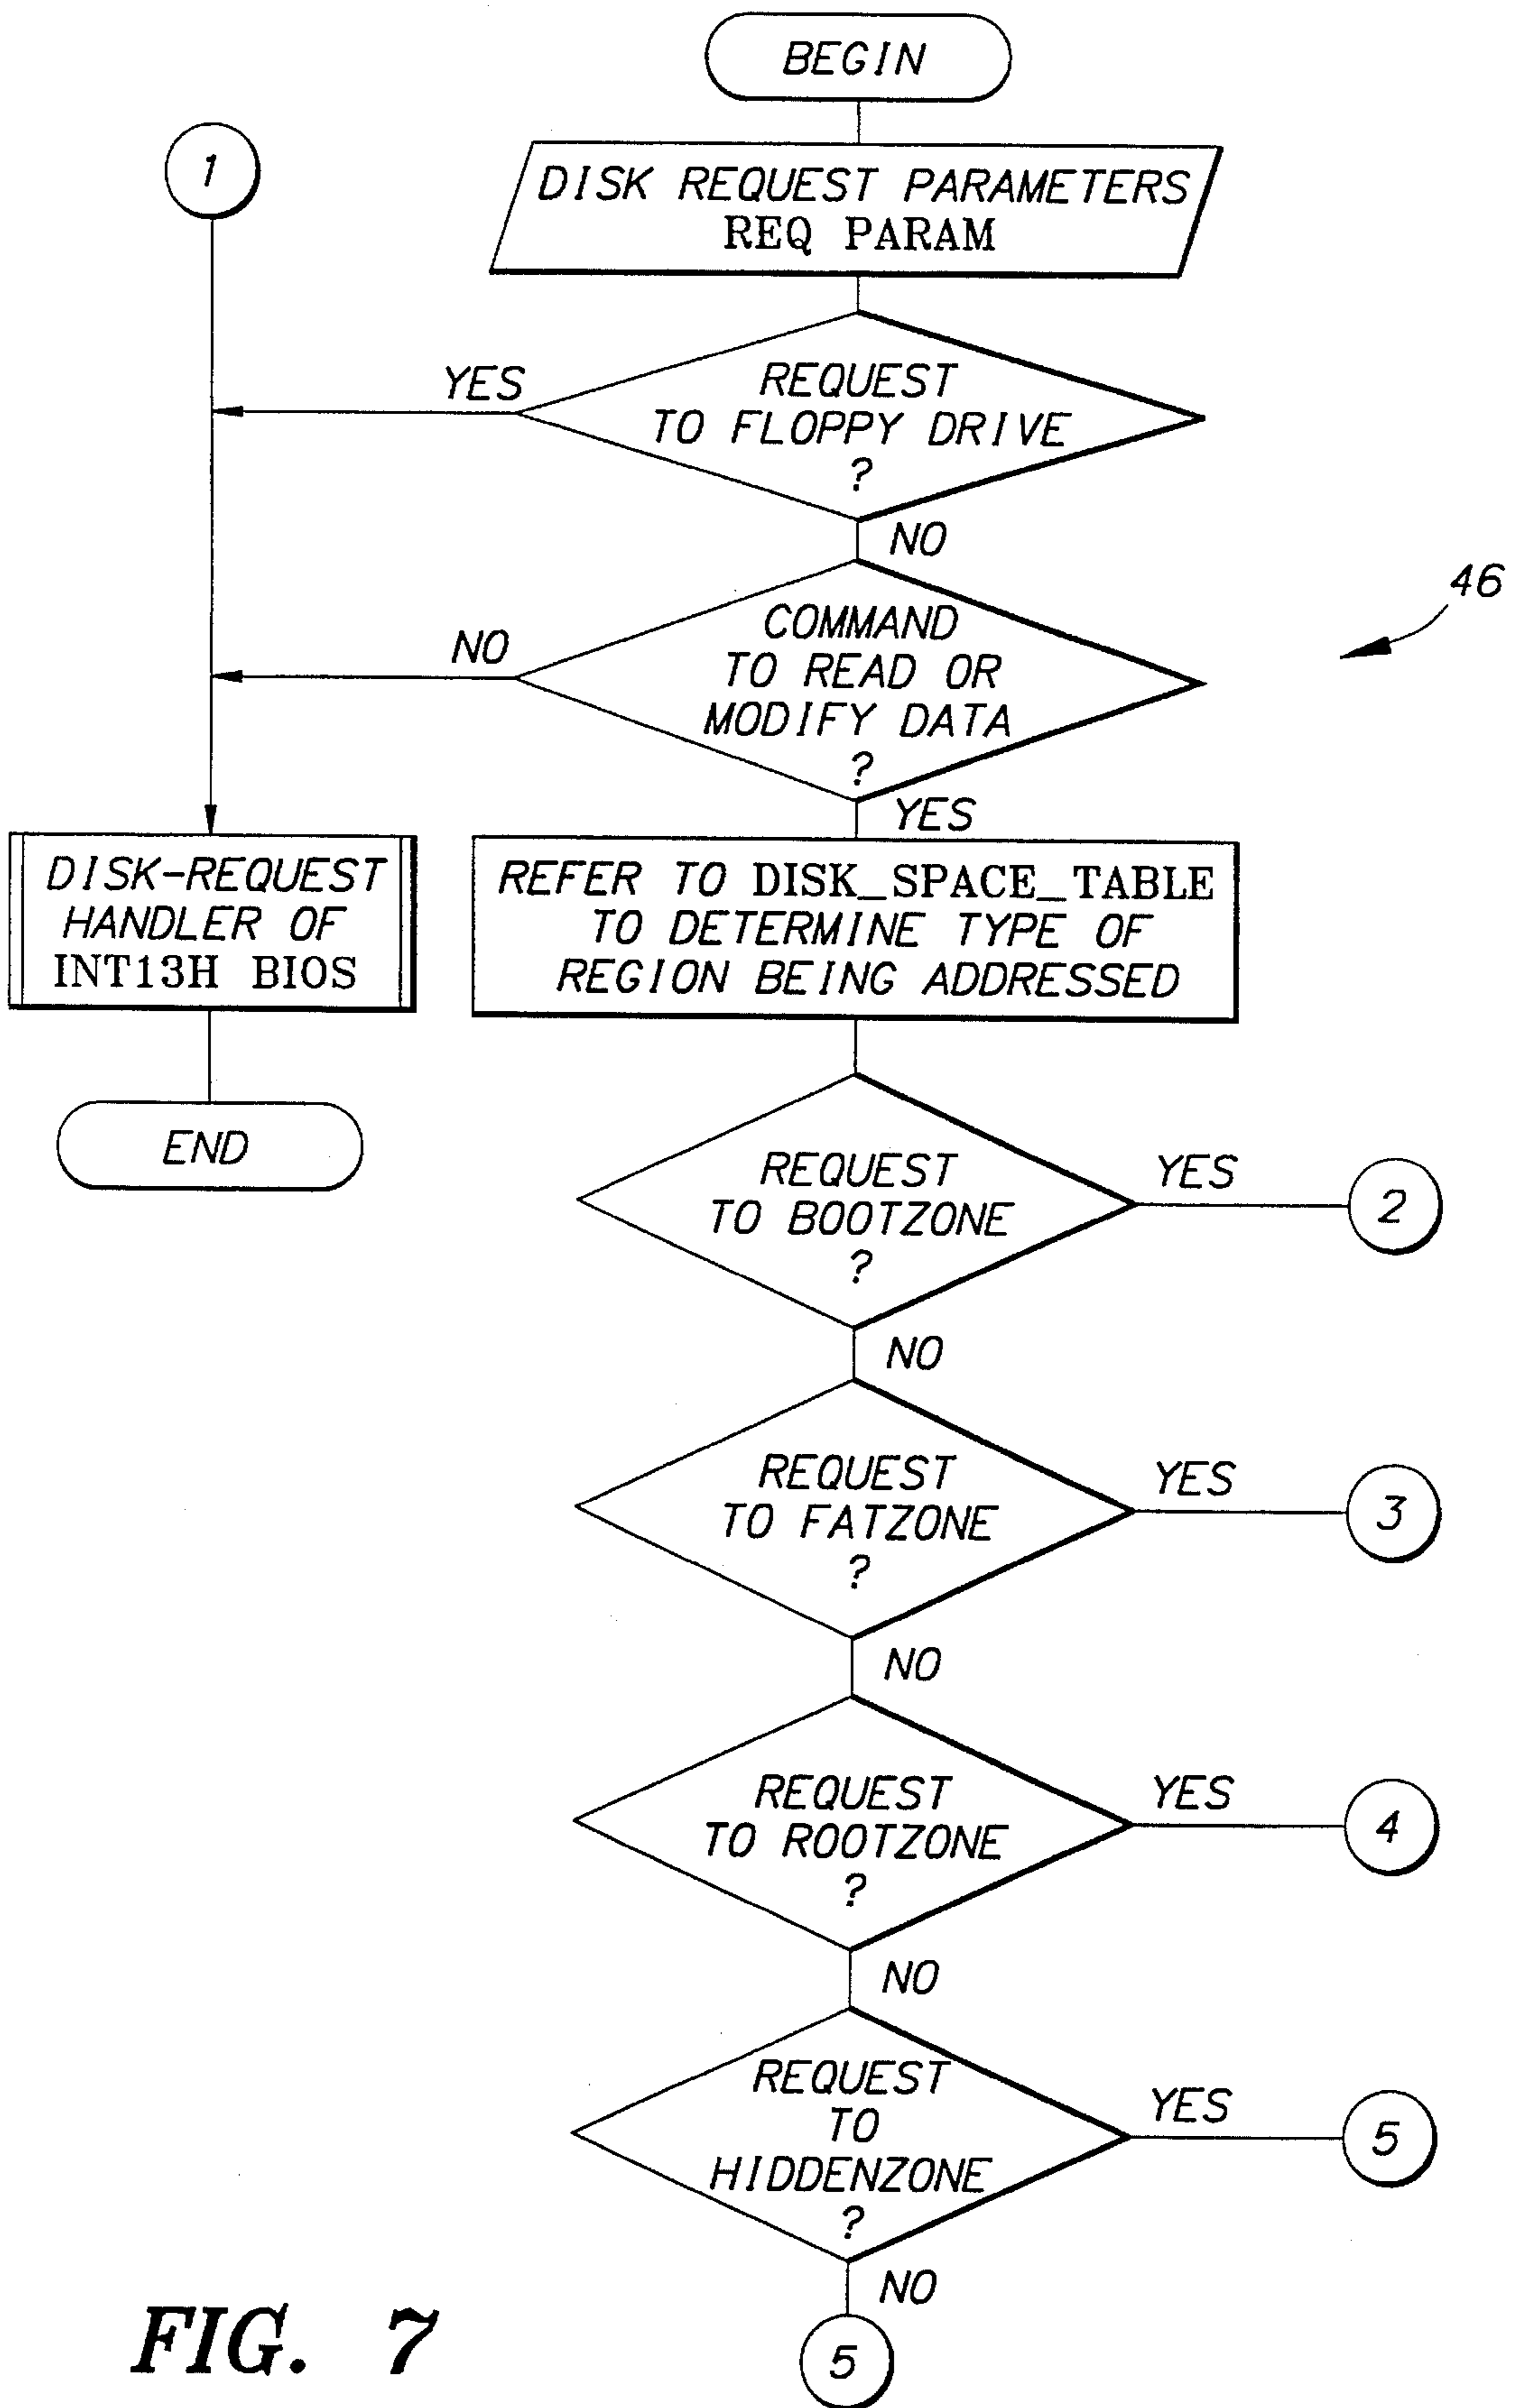 BEGIN
1
DISK REQUEST PARAMETERS
REQ PARAM
YES
REQUEST
TO FLOPPY DRIVE
?
NO
46
NO
COMMAND
TO READ OR
MODIFY DATA
?
YES
DISK-REQUEST
HANDLER OF
INT13H BIOS
REFER TO DISK_SPACE_TABLE
TO DETERMINE TYPE OF
REGION BEING ADDRESSED
END
REQUEST
TO BOOTZONE
?
YES
2
NO
REQUEST
TO FATZONE
?
YES
3
NO
REQUEST
TO ROOTZONE
?
YES
4
NO
REQUEST
TO
HIDDENZONE
?
YES
5
NO
5
FIG. 7